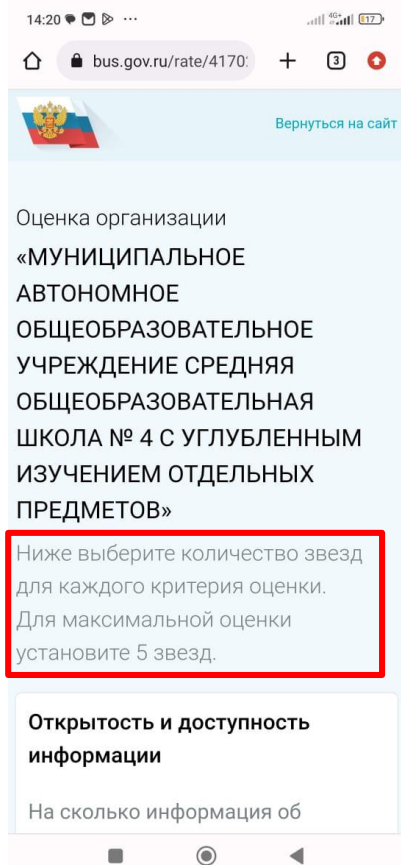 14:20
4G+
17
bus.gov.ru/rate/4170
3
Вернуться на сайт
Оценка организации
«МУНИЦИПАЛЬНОЕ
АВТОНОМНОЕ
ОБЩЕОБРАЗОВАТЕЛЬНОЕ
УЧРЕЖДЕНИЕ СРЕДНЯЯ
ОБЩЕОБРАЗОВАТЕЛЬНАЯ
ШКОЛА № 4 С УГЛУБЛЕННЫМ
ИЗУЧЕНИЕМ ОТДЕЛЬНЫХ
ПРЕДМЕТОВ»
Ниже выберите количество звезд
для каждого критерия оценки.
Для максимальной оценки
установите 5 звезд.
Открытость и доступность
информации
На сколько информация об